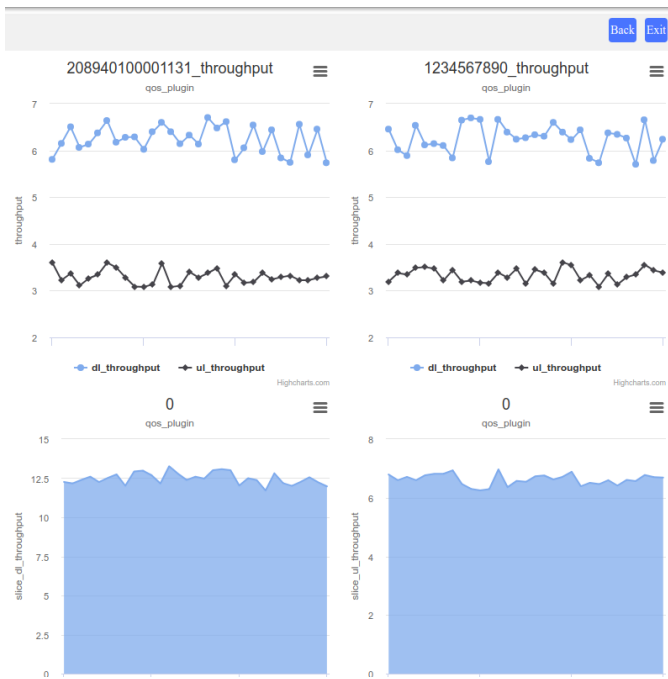 Back Exit
208940100001131_throughput
qos_plugin
7
6
5
4
3
2
throughput
dl_throughput ul_throughput
Highcharts.com
1234567890_throughput
qos_plugin
7
6
5
4
3
2
throughput
dl_throughput ul_throughput
Highcharts.com
0
qos_plugin
15
12.5
10
7.5
5
2.5
0
slice_dl_throughput
0
qos_plugin
8
6
4
2
0
slice_ul_throughput